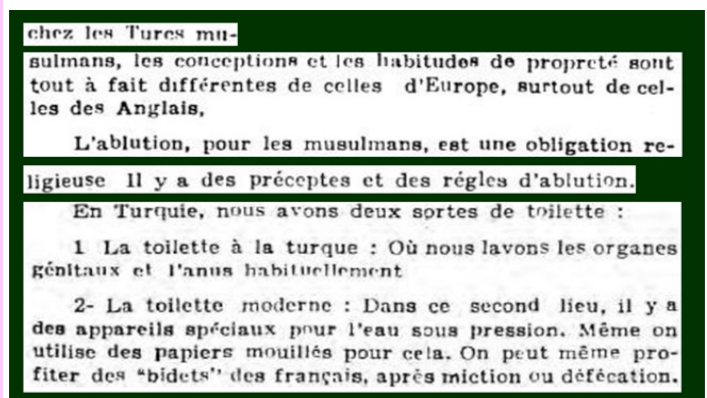 chez les Turcs mu-
sulmans, les conceptions et les habitudes de propreté sont
tout à fait différentes de celles d'Europe, surtout de cel-
les des Anglais,
L'ablution, pour les musulmans, est une obligation re-
ligieuse Il y a des préceptes et des régles d'ablution.
En Turquie, nous avons deux sortes de toilette :
1 La toilette à la turque : Où nous lavons les organes
génitaux et l'anus habituellement
2- La toilette moderne : Dans ce second lieu, il y a
des appareils spéciaux pour l'eau sous pression. Même on
utilise des papiers mouillés pour cela. On peut même pro-
fiter des "bidets" des français, après miction ou défécation.